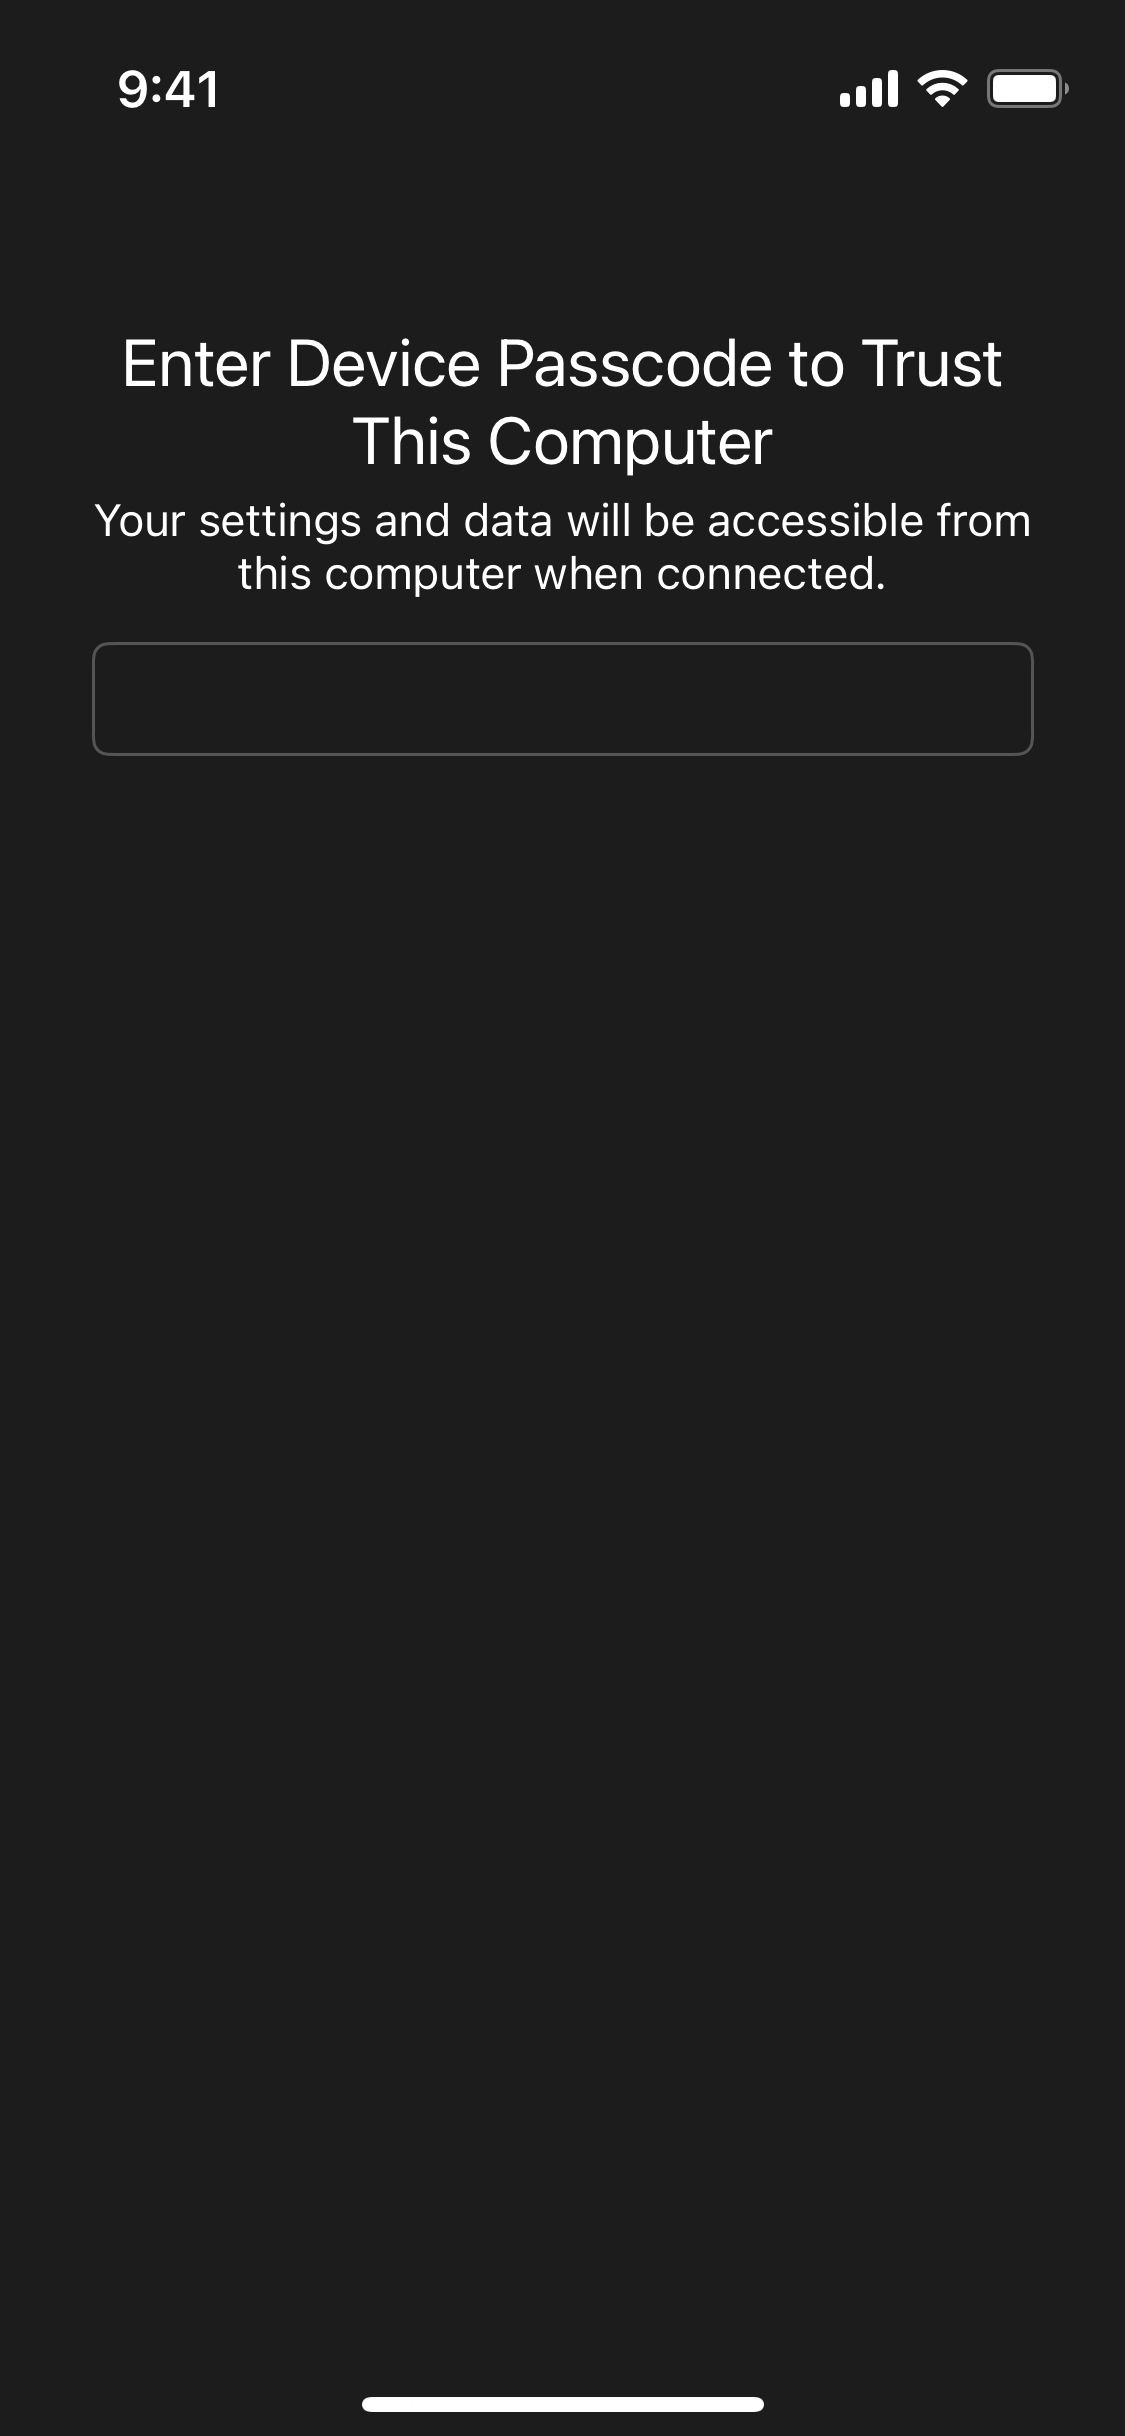 9:41
Enter Device Passcode to Trust
This Computer
Your settings and data will be accessible from
this computer when connected.